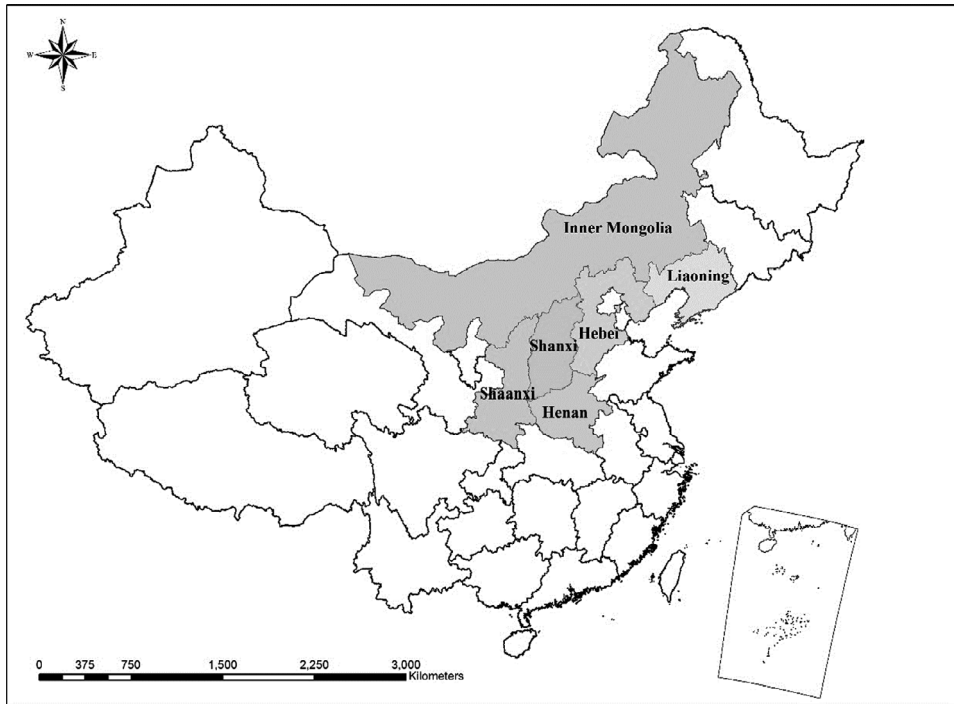 N
W E
S
Inner Mongolia
Liaoning
Hebei
Shanxi
Shaanxi
Henan
0 375 750 1,500 2,250 3,000
Kilometers